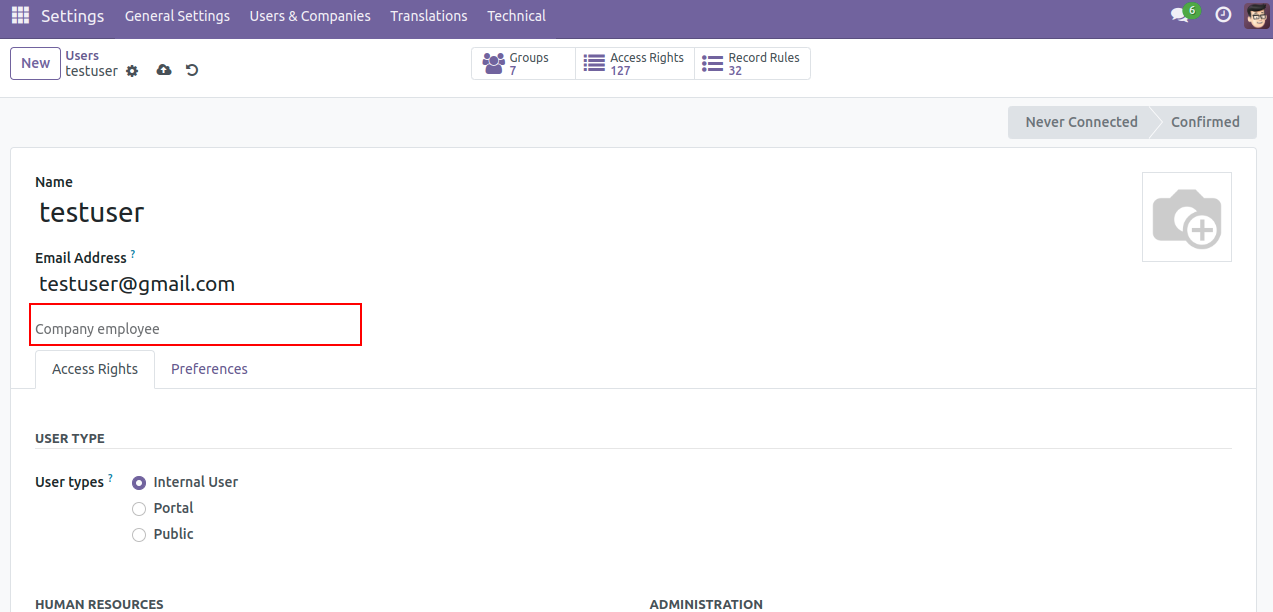 Settings General Settings Users & Companies Translations Technical 6
New Users Groups Access Rights Record Rules
testuser 7 127 32
Never Connected Confirmed
Name
testuser
Email Address ?
testuser@gmail.com
Company employee
Access Rights Preferences
USER TYPE
User types ? Internal User
Portal
Public
HUMAN RESOURCES ADMINISTRATION